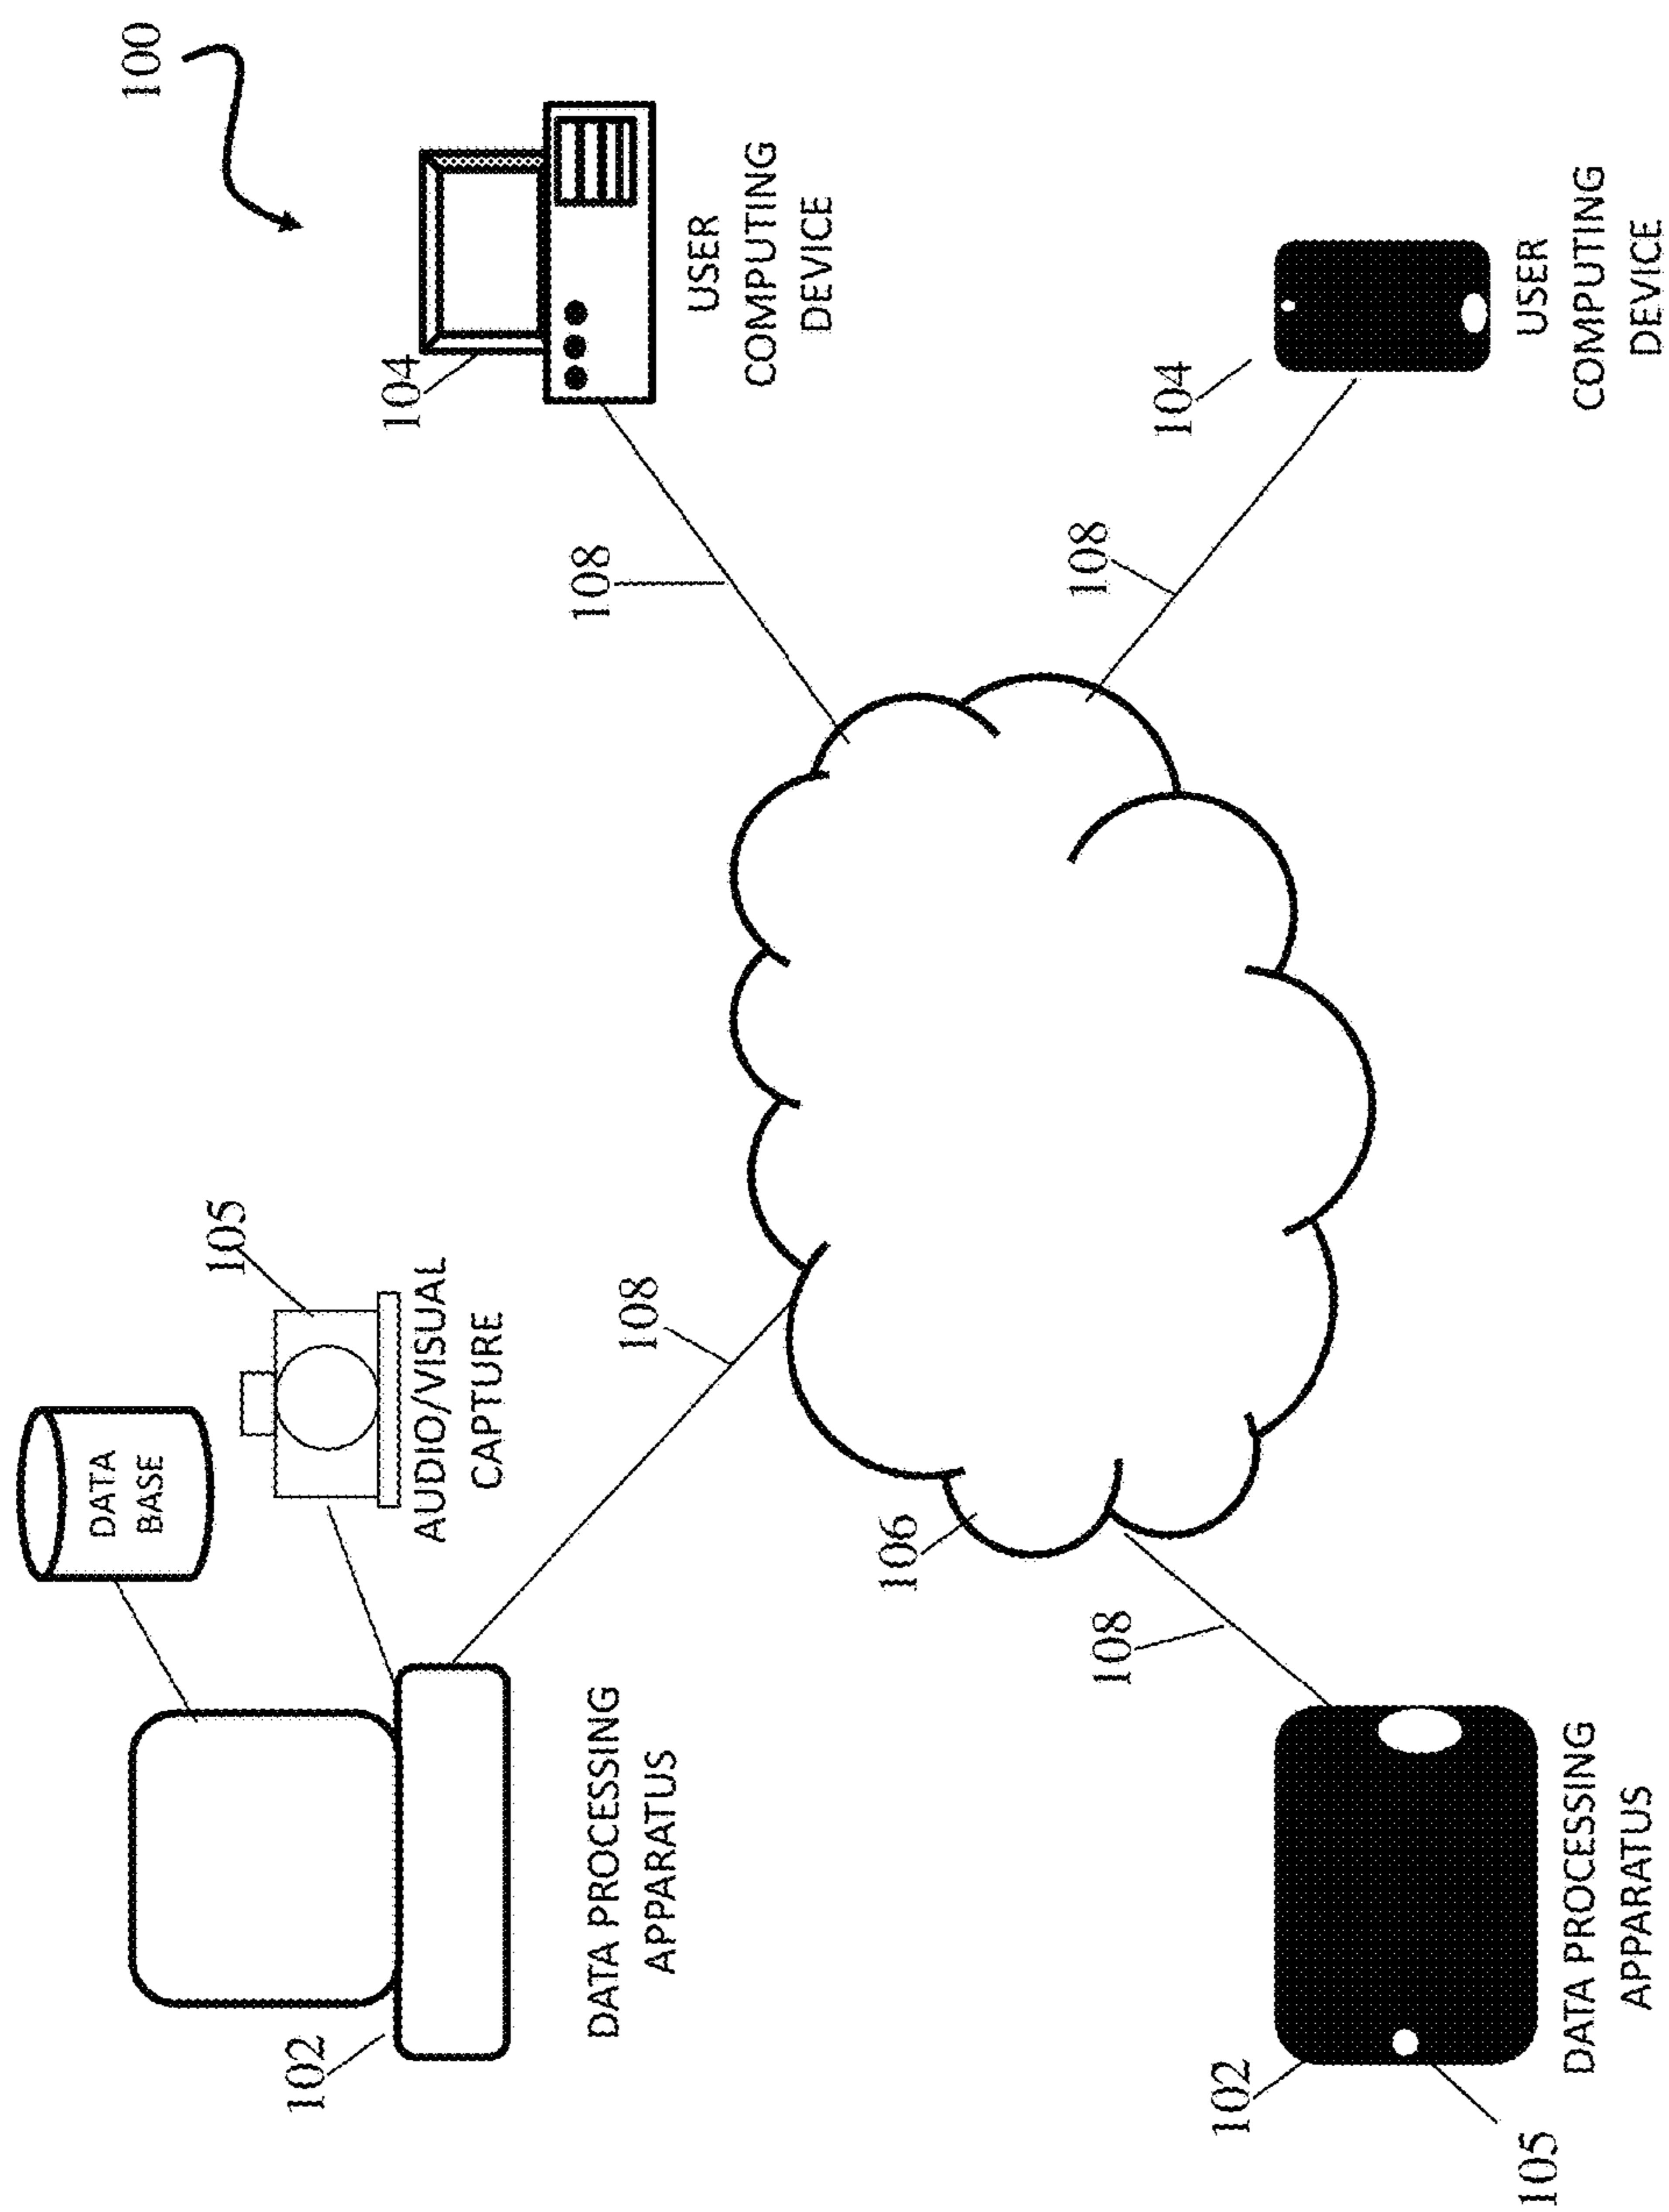 DATA
BASE
100
105
102
104
AUDIO/VISUAL
CAPTURE
DATA PROCESSING
APPARATUS
108
108
USER
COMPUTING
DEVICE
106
108
108
104
102
105
DATA PROCESSING
APPARATUS
USER
COMPUTING
DEVICE